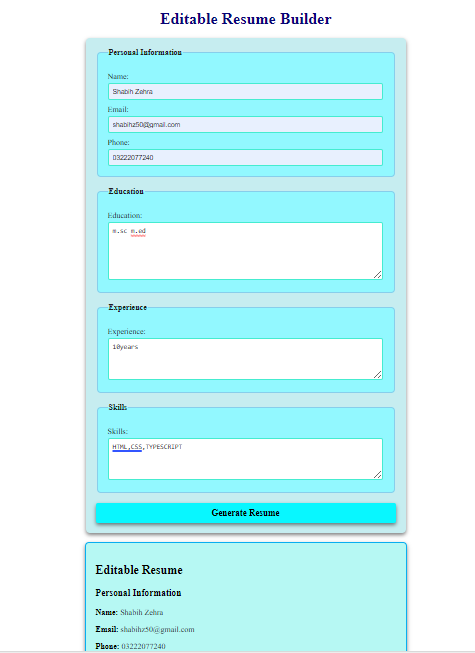 Editable Resume Builder
Personal Information
Name:
Shabih Zehra
Email:
shabihz50@gmail.com
Phone:
03222077240
Education
Education:
m.sc m.ed
Experience
Experience:
10years
Skills
Skills:
HTML,CSS,TYPESCRIPT
Generate Resume
Editable Resume
Personal Information
Name: Shabih Zehra
Email: shabihz50@gmail.com
Phone: 03222077240